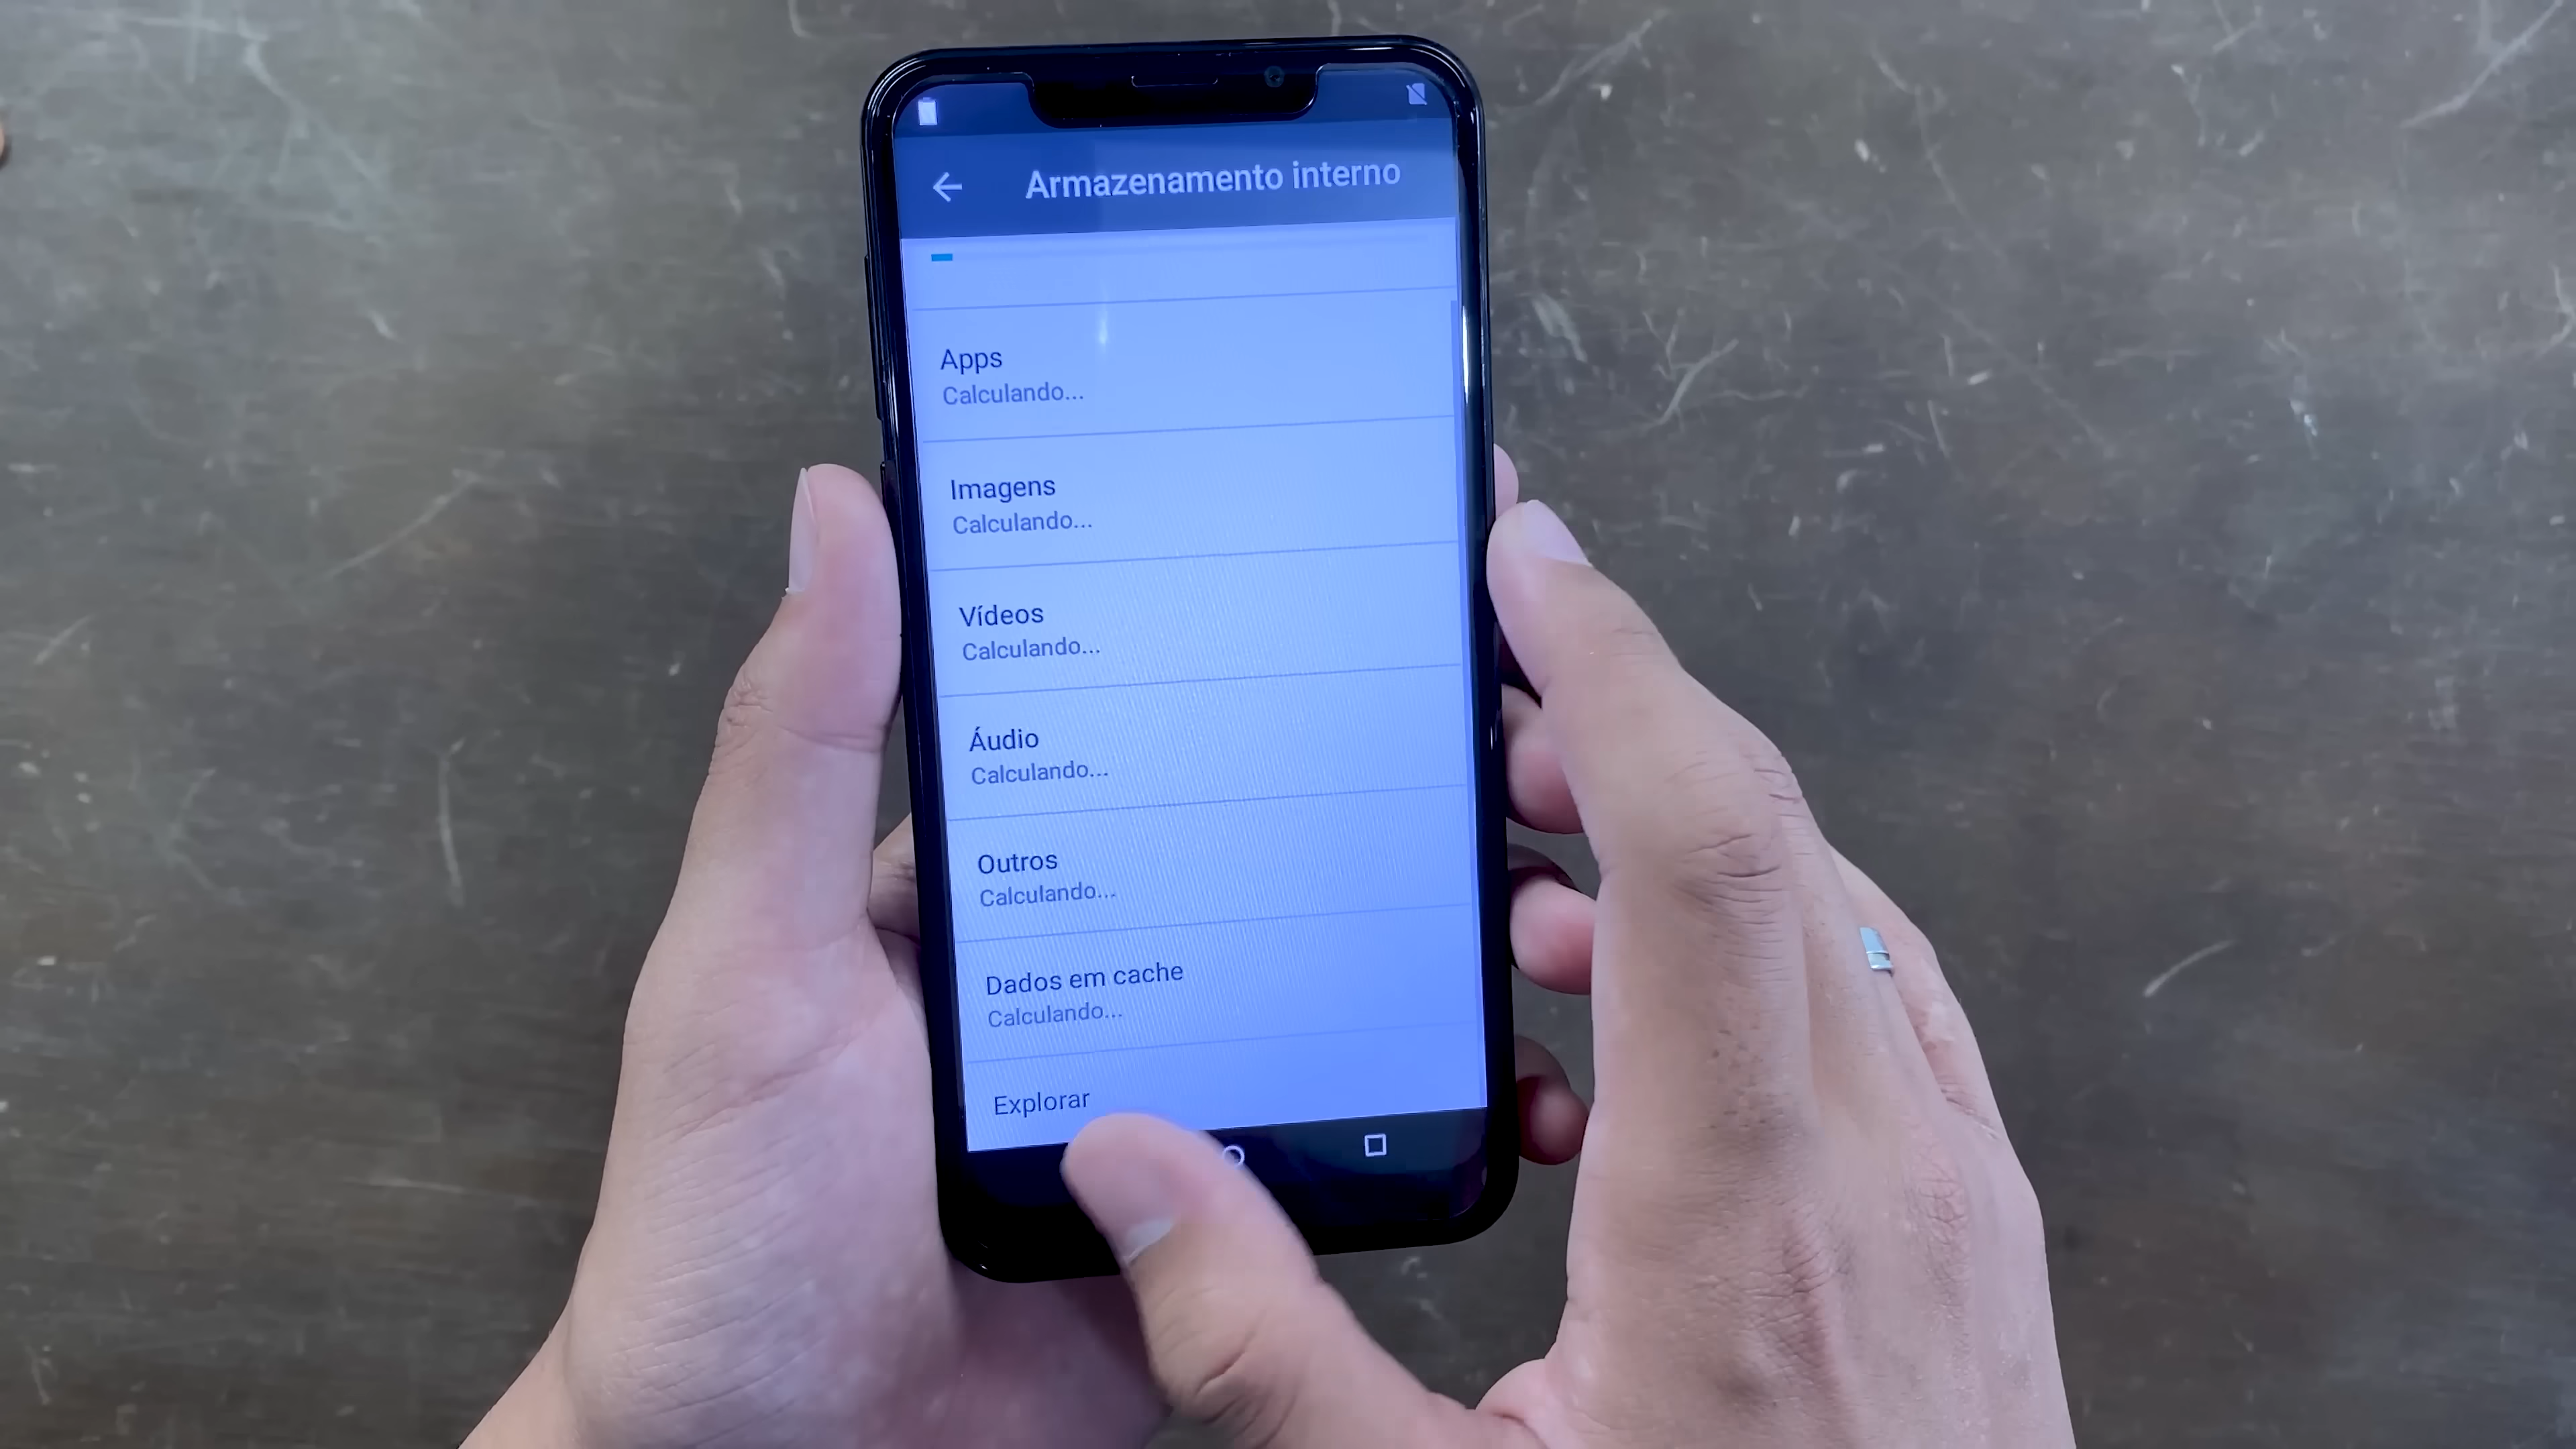 Armazenamento interno
Apps
Calculando...
Imagens
Calculando...
Vídeos
Calculando...
Áudio
Calculando...
Outros
Calculando...
Dados em cache
Calculando...
Explorar